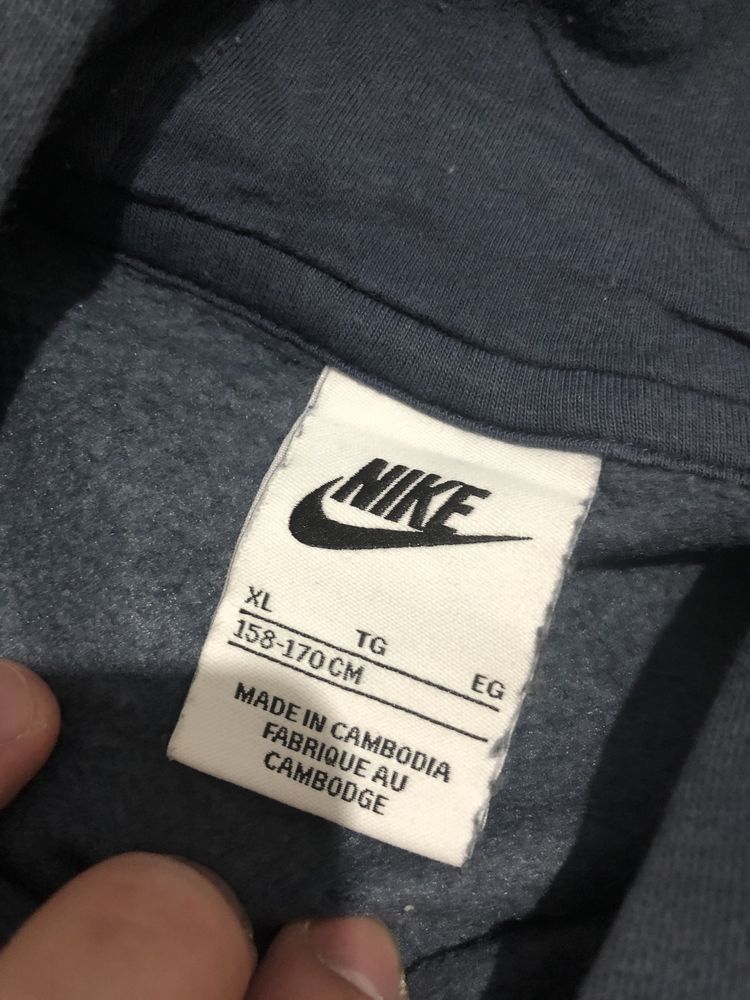 NIKE
XL TG EG
158-170 CM
MADE IN CAMBODIA
FABRIQUE AU
CAMBODGE